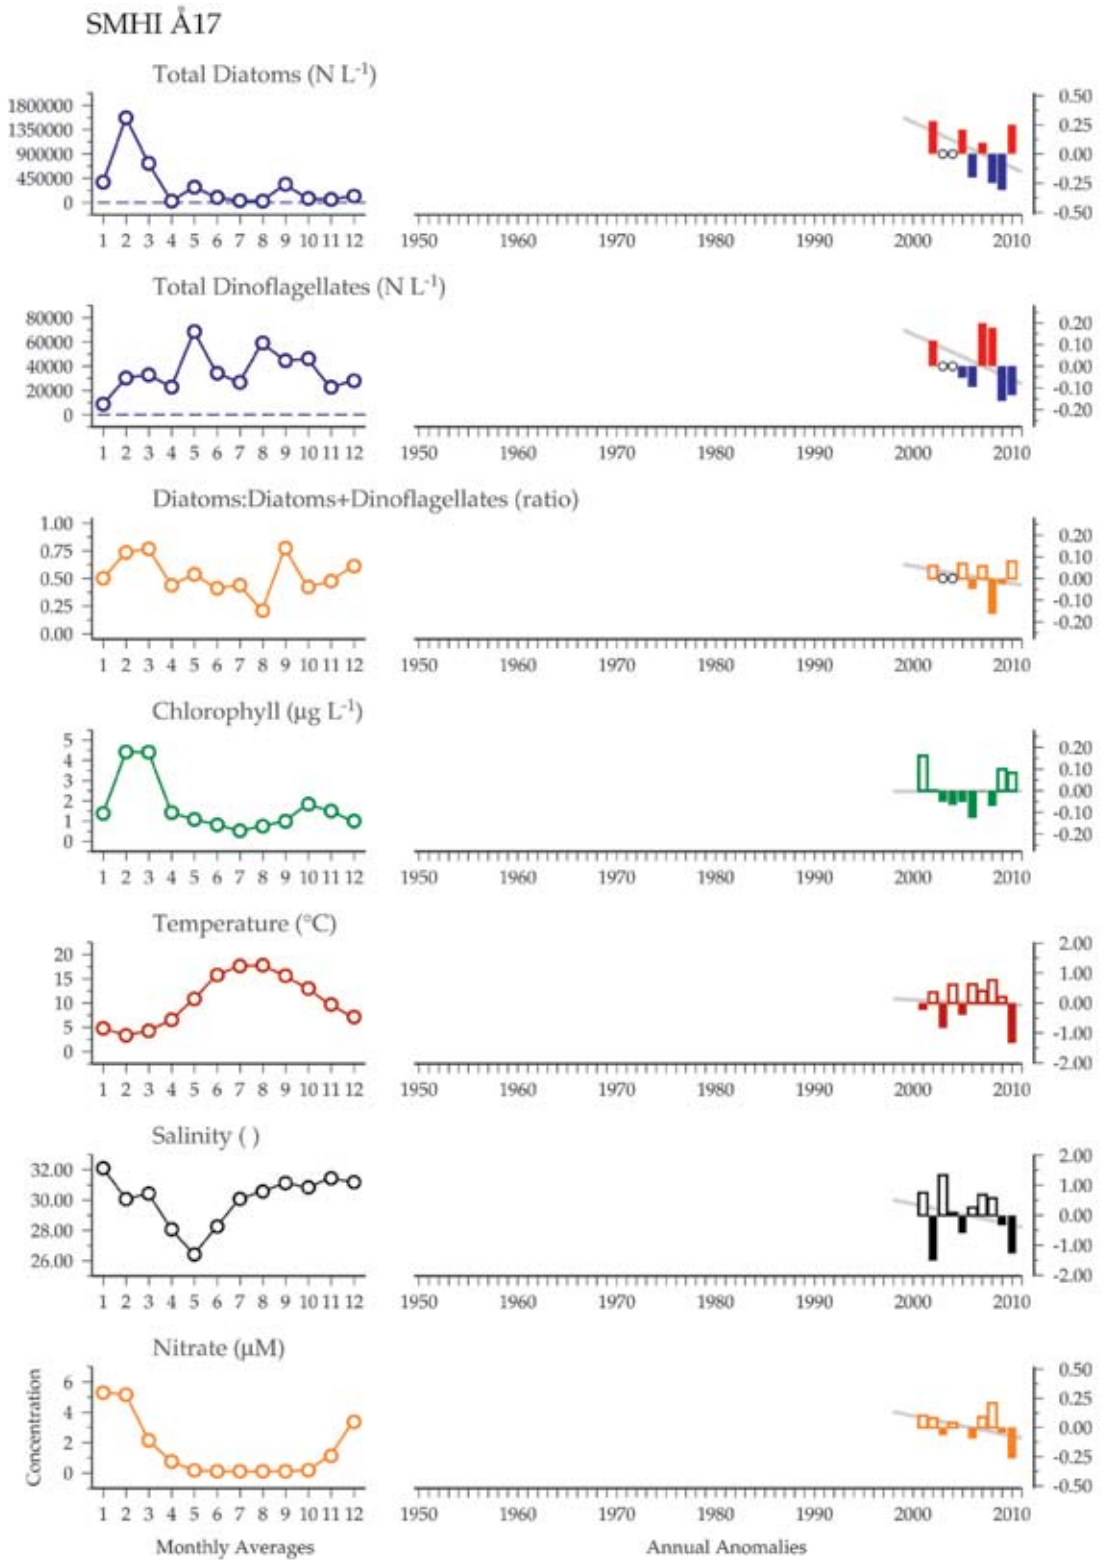 SMHI Å17
Total Diatoms (N L-1)
1800000
1350000
900000
450000
0
0.50
0.25
0.00
-0.25
-0.50
1 2 3 4 5 6 7 8 9 10 11 12
1950 1960 1970 1980 1990 2000 2010
Total Dinoflagellates (N L-1)
80000
60000
40000
20000
0
0.20
0.10
0.00
-0.10
-0.20
1 2 3 4 5 6 7 8 9 10 11 12
1950 1960 1970 1980 1990 2000 2010
Diatoms:Diatoms+Dinoflagellates (ratio)
1.00
0.75
0.50
0.25
0.00
0.20
0.10
0.00
-0.10
-0.20
1 2 3 4 5 6 7 8 9 10 11 12
1950 1960 1970 1980 1990 2000 2010
Chlorophyll (µg L-1)
5
4
3
2
1
0
0.20
0.10
0.00
-0.10
-0.20
1 2 3 4 5 6 7 8 9 10 11 12
1950 1960 1970 1980 1990 2000 2010
Temperature (°C)
20
15
10
5
0
2.00
1.00
0.00
-1.00
-2.00
1 2 3 4 5 6 7 8 9 10 11 12
1950 1960 1970 1980 1990 2000 2010
Salinity ( )
32.00
30.00
28.00
26.00
2.00
1.00
0.00
-1.00
-2.00
1 2 3 4 5 6 7 8 9 10 11 12
1950 1960 1970 1980 1990 2000 2010
Nitrate (µM)
Concentration
6
4
2
0
0.50
0.25
0.00
-0.25
-0.50
1 2 3 4 5 6 7 8 9 10 11 12
1950 1960 1970 1980 1990 2000 2010
Monthly Averages
Annual Anomalies